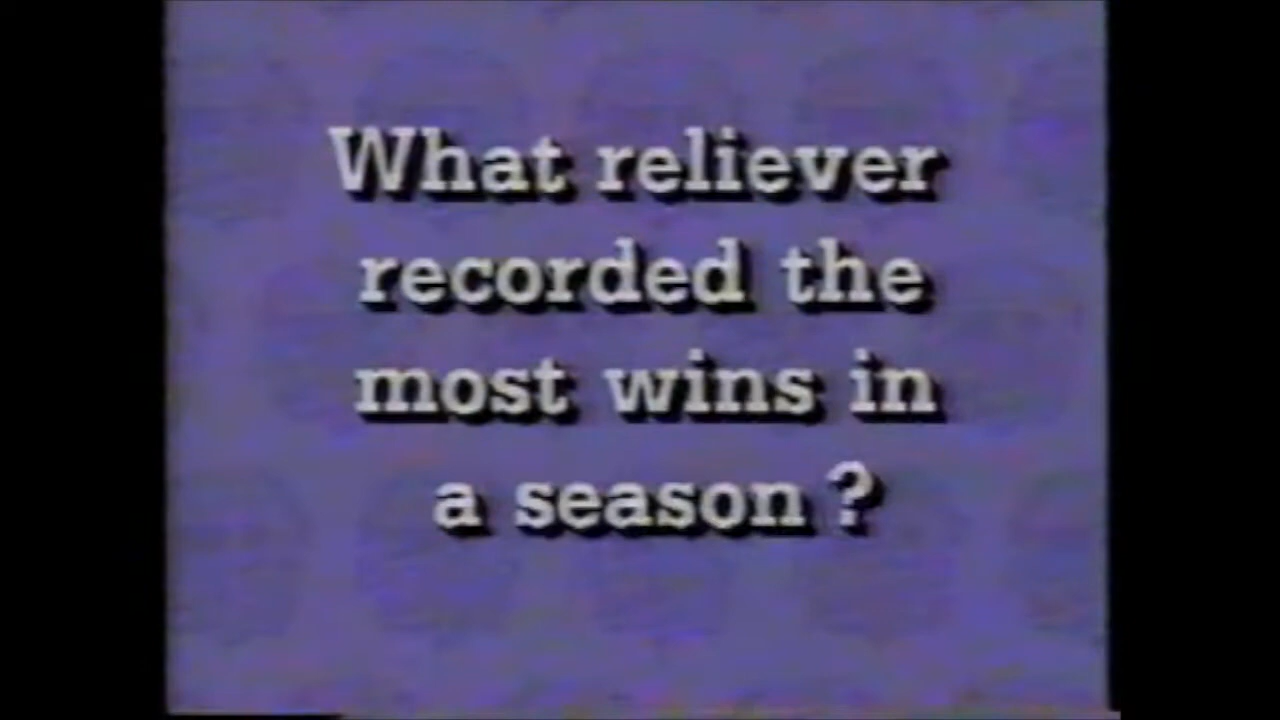 What reliever
recorded the
most wins in
a season ?